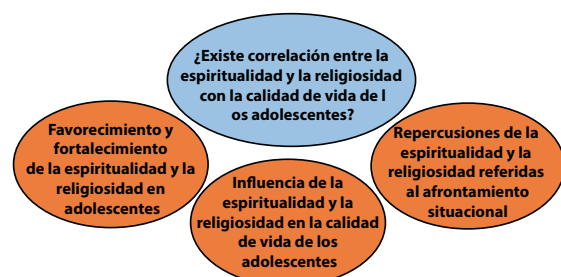 ¿Existe correlación entre la
espiritualidad y la religiosidad
con la calidad de vida de l
os adolescentes?
Favorecimiento y
fortalecimiento
de la espiritualidad y la
religiosidad en
adolescentes
Influencia de la
espiritualidad y la
religiosidad en la calidad
de vida de los
adolescentes
Repercusiones de la
espiritualidad y la
religiosidad referidas
al afrontamiento
situacional